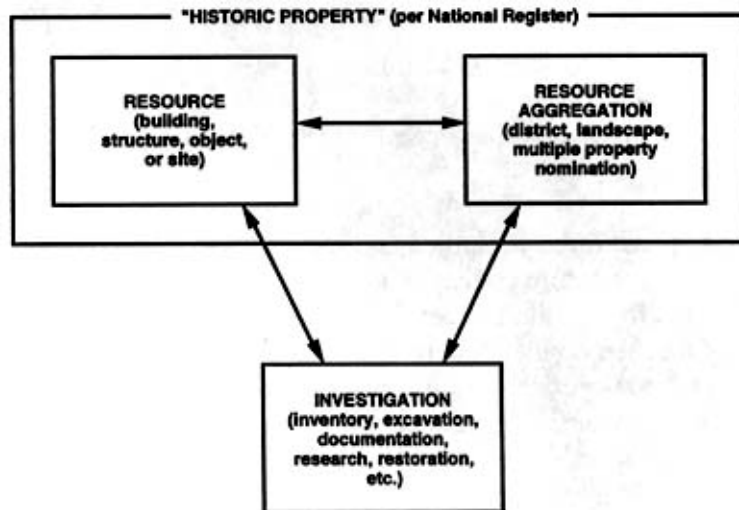 "HISTORIC PROPERTY" (per National Register)
RESOURCE
(building,
structure, object,
or site)
RESOURCE
AGGREGATION
(district, landscape,
multiple property
nomination)
INVESTIGATION
(inventory, excavation,
documentation,
research, restoration,
etc.)